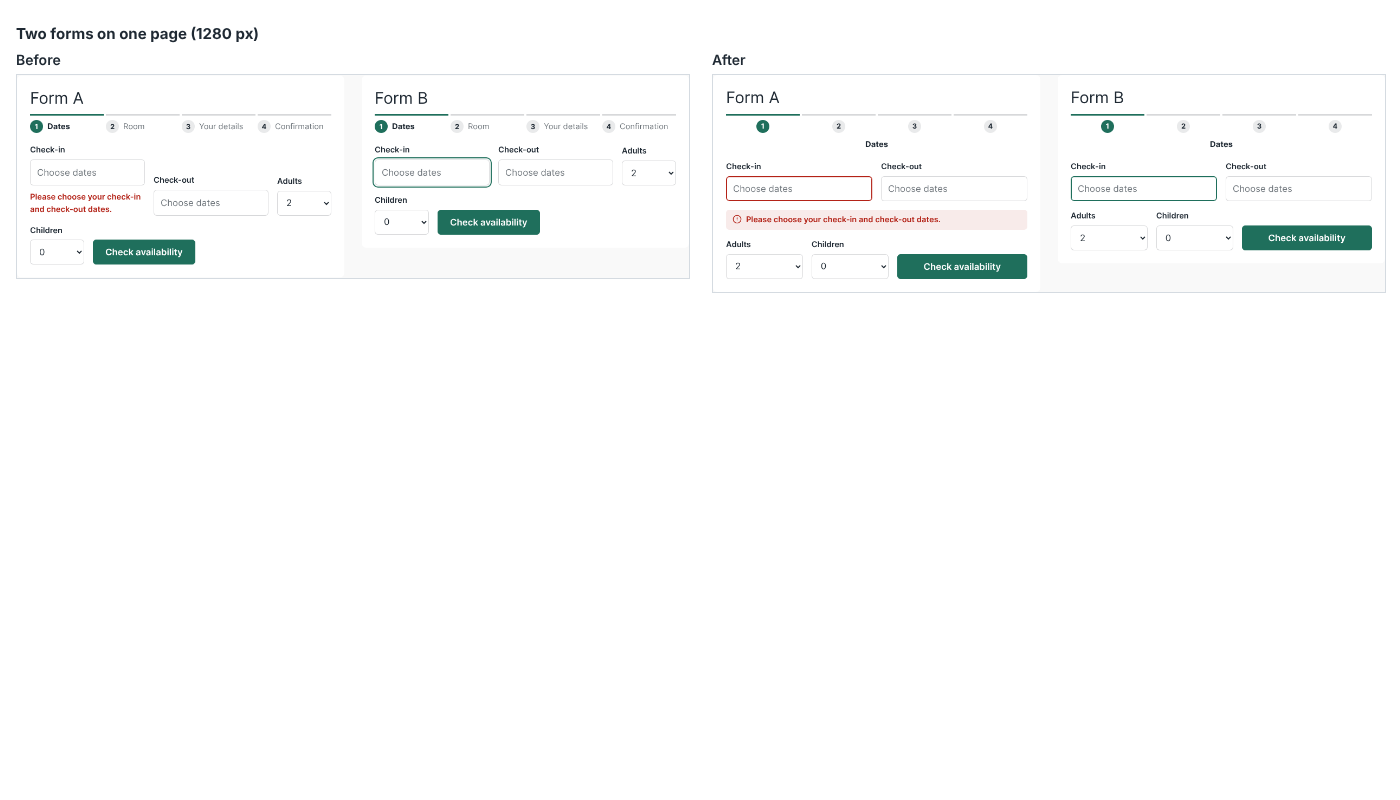 Two forms on one page (1280 px)
Before
Form A
1 Dates 2 Room 3 Your details 4 Confirmation
Check-in
Choose dates
Please choose your check-in
and check-out dates.
Check-out
Choose dates
Adults
2
Children
0
Check availability
Form B
1 Dates 2 Room 3 Your details 4 Confirmation
Check-in
Choose dates
Check-out
Choose dates
Adults
2
Children
0
Check availability
After
Form A
1 2 3 4
Dates
Check-in
Choose dates
Check-out
Choose dates
Please choose your check-in and check-out dates.
Adults
2
Children
0
Check availability
Form B
1 2 3 4
Dates
Check-in
Choose dates
Check-out
Choose dates
Adults
2
Children
0
Check availability